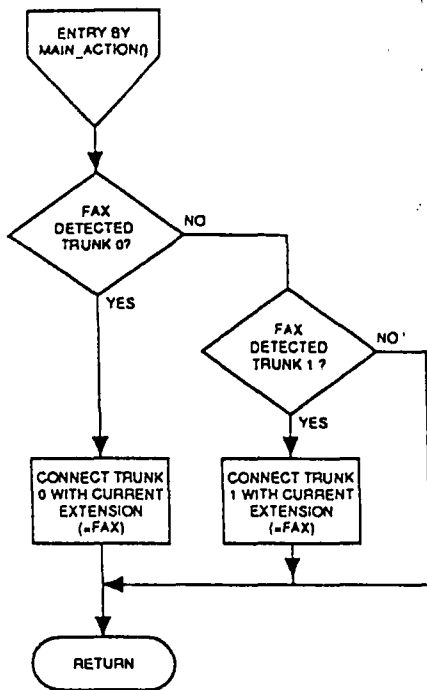 ENTRY BY
MAIN_ACTION()
FAX
DETECTED
TRUNK 0?
NO
YES
FAX
DETECTED
TRUNK 1 ?
NO
YES
CONNECT TRUNK
0 WITH CURRENT
EXTENSION
(=FAX)
CONNECT TRUNK
1 WITH CURRENT
EXTENSION
(=FAX)
RETURN